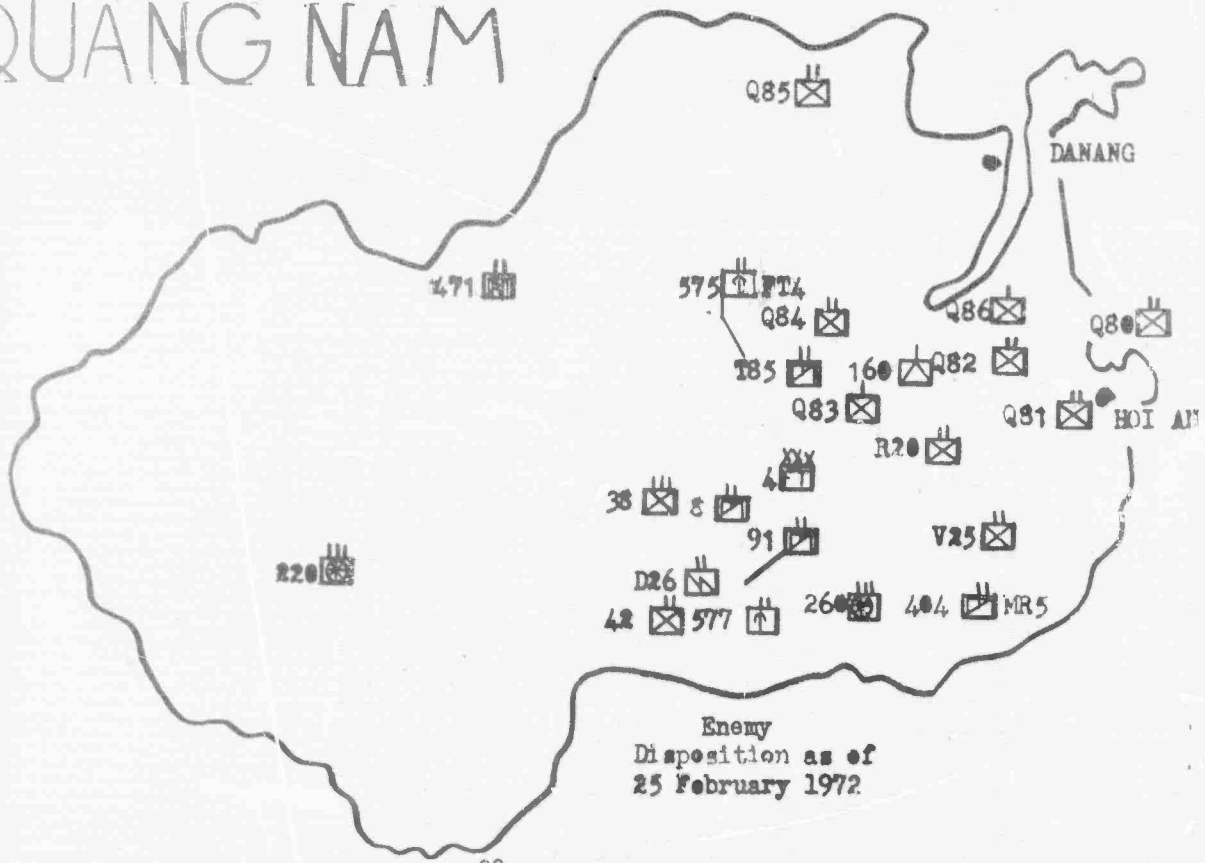 QUANG NAM
Q85
DANANG
471
575 FT4
Q84
Q86
Q80
T85
160
Q82
Q83
Q81
HOI AN
R20
4
38
8
91
V25
220
D26
42
577
260
404 MR5
Enemy
Disposition as of
25 February 1972